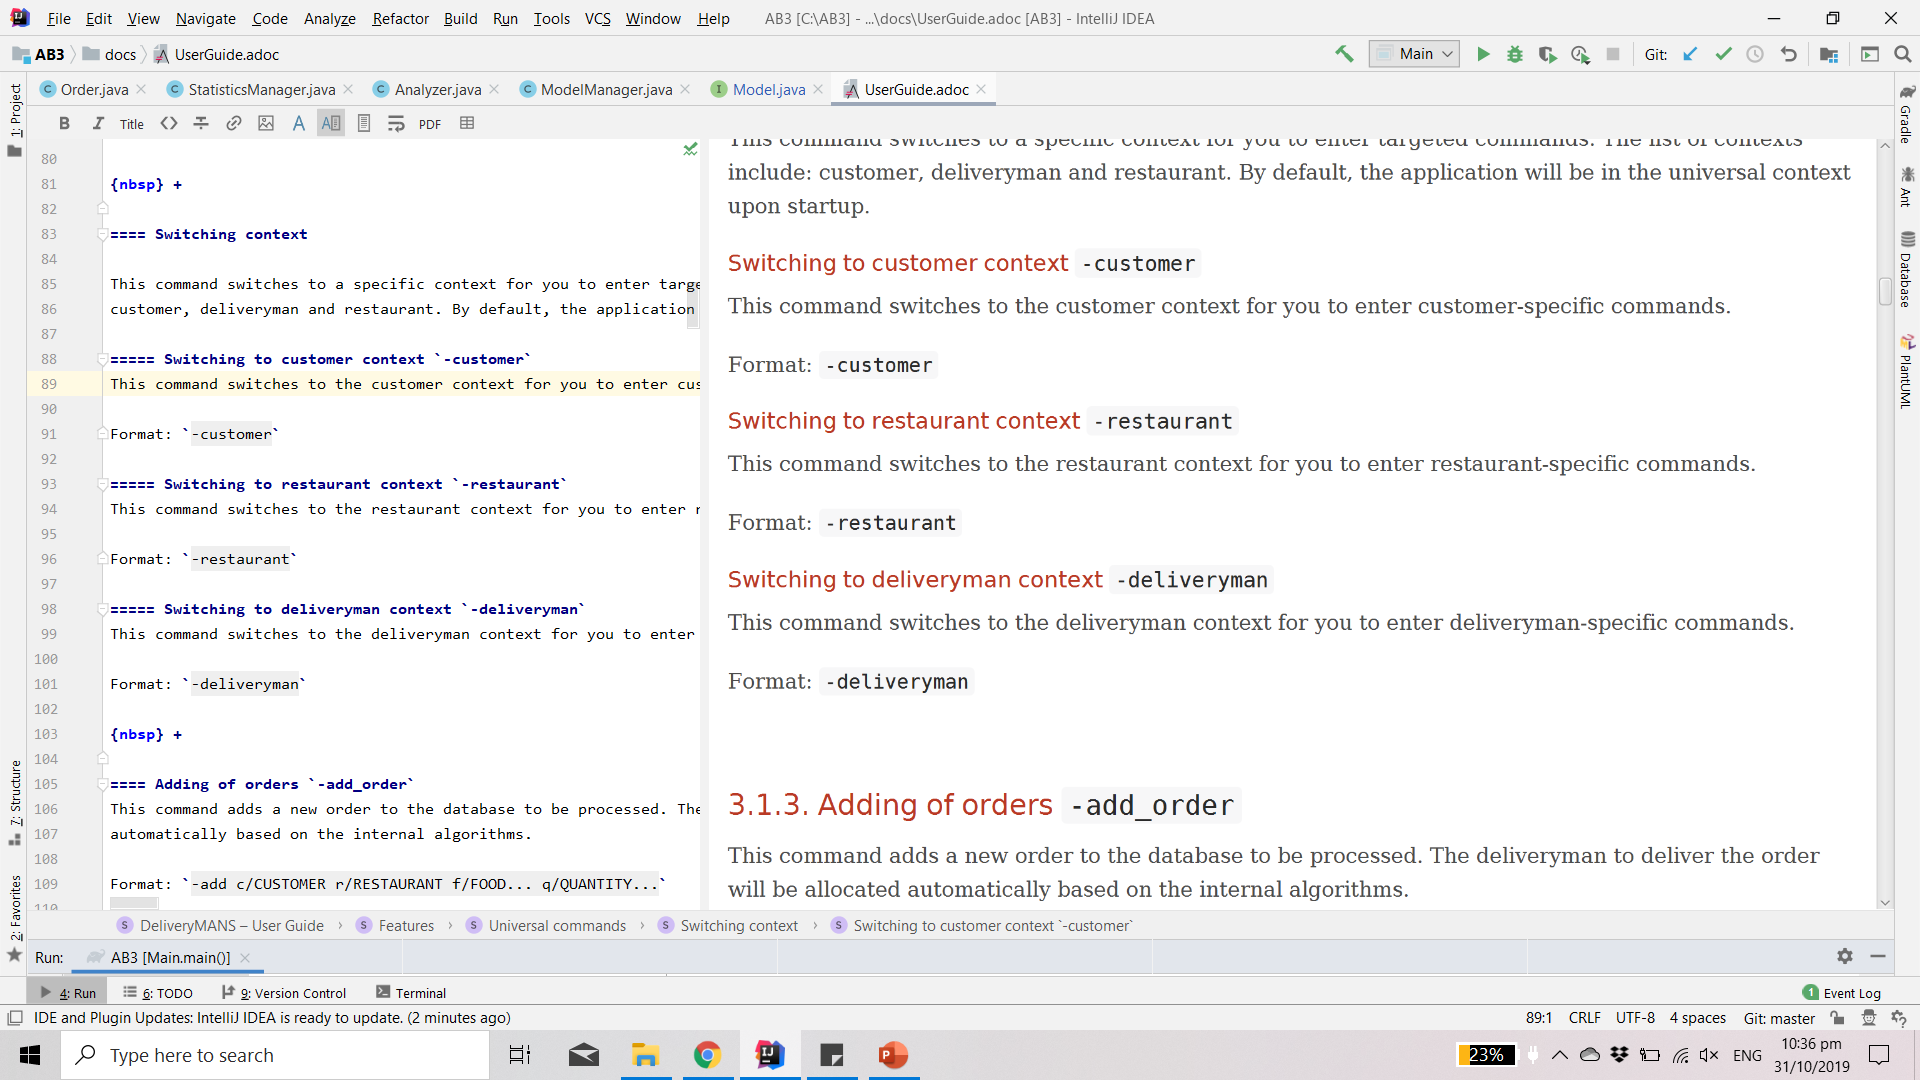 File Edit View Navigate Code Analyze Refactor Build Run Tools VCS Window Help AB3 [C:\AB3] - ...\docs\UserGuide.adoc [AB3] - IntelliJ IDEA
AB3 docs UserGuide.adoc Main Git:
Order.java StatisticsManager.java Analyzer.java ModelManager.java Model.java UserGuide.adoc
B I Title PDF
1: Project
7: Structure
2: Favorites
80
81 {nbsp} +
82
83 ==== Switching context
84
85 This command switches to a specific context for you to enter targe
86 customer, deliveryman and restaurant. By default, the application
87
88 ===== Switching to customer context `-customer`
89 This command switches to the customer context for you to enter cus
90
91 Format: `-customer`
92
93 ===== Switching to restaurant context `-restaurant`
94 This command switches to the restaurant context for you to enter r
95
96 Format: `-restaurant`
97
98 ===== Switching to deliveryman context `-deliveryman`
99 This command switches to the deliveryman context for you to enter
100
101 Format: `-deliveryman`
102
103 {nbsp} +
104
105 ==== Adding of orders `-add_order`
106 This command adds a new order to the database to be processed. The
107 automatically based on the internal algorithms.
108
109 Format: `-add c/CUSTOMER r/RESTAURANT f/FOOD... q/QUANTITY...`
110
This command switches to a specific context for you to enter targeted commands. The list of contexts
include: customer, deliveryman and restaurant. By default, the application will be in the universal context
upon startup.
Switching to customer context -customer
This command switches to the customer context for you to enter customer-specific commands.
Format: -customer
Switching to restaurant context -restaurant
This command switches to the restaurant context for you to enter restaurant-specific commands.
Format: -restaurant
Switching to deliveryman context -deliveryman
This command switches to the deliveryman context for you to enter deliveryman-specific commands.
Format: -deliveryman
3.1.3. Adding of orders -add_order
This command adds a new order to the database to be processed. The deliveryman to deliver the order
will be allocated automatically based on the internal algorithms.
Gradle
Ant
Database
PlantUML
S DeliveryMANS – User Guide S Features S Universal commands S Switching context S Switching to customer context `-customer`
Run: AB3 [Main.main()]
4: Run 6: TODO 9: Version Control Terminal 1 Event Log
IDE and Plugin Updates: IntelliJ IDEA is ready to update. (2 minutes ago) 89:1 CRLF UTF-8 4 spaces Git: master
Type here to search 23% ENG 10:36 pm
31/10/2019